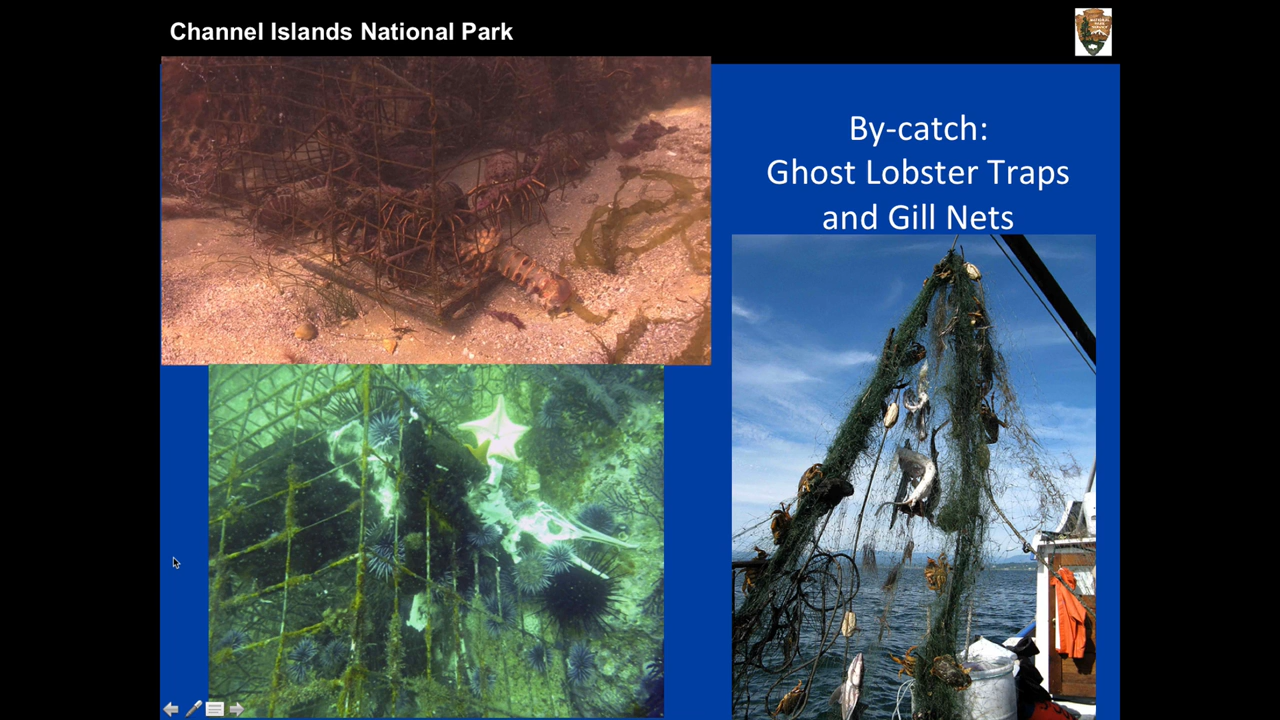 Channel Islands National Park
By-catch:
Ghost Lobster Traps
and Gill Nets